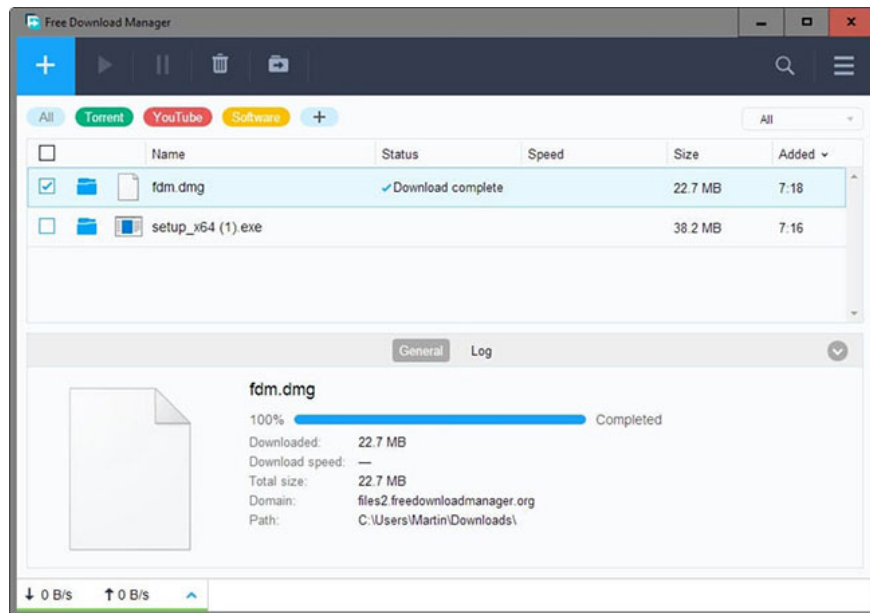 Free Download Manager
All Torrent YouTube Software +
All
Name Status Speed Size Added
fdm.dmg Download complete 22.7 MB 7:18
setup_x64 (1).exe 38.2 MB 7:16
General Log
fdm.dmg
100% Completed
Downloaded: 22.7 MB
Download speed: —
Total size: 22.7 MB
Domain: files2.freedownloadmanager.org
Path: C:\Users\Martin\Downloads\
0 B/s 0 B/s